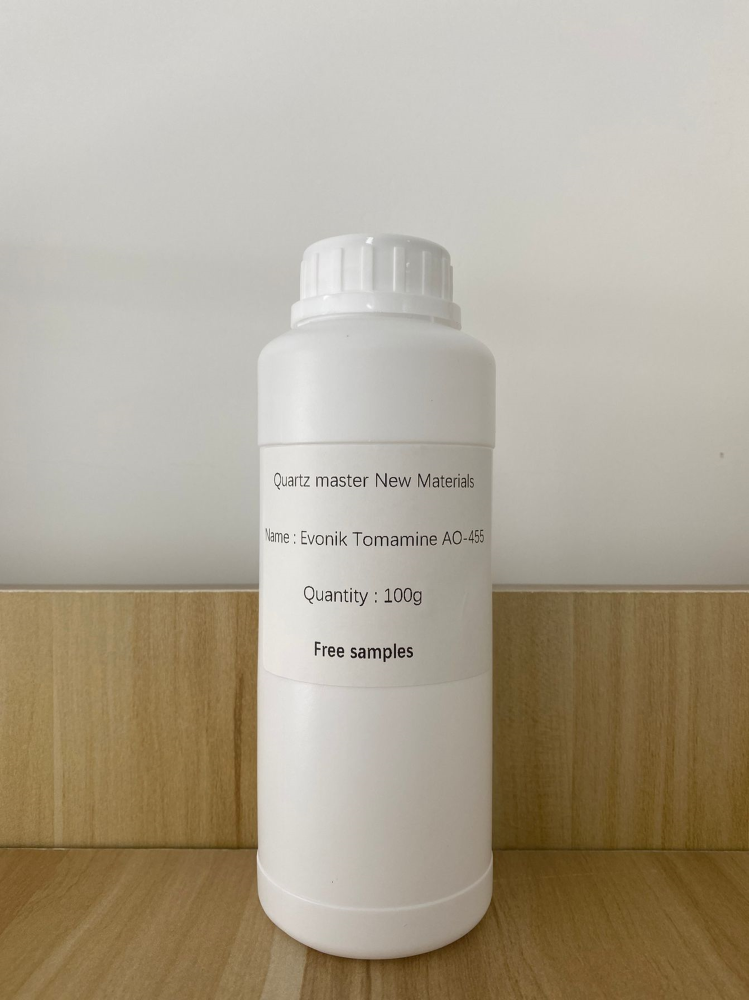 Quartz master New Materials
Name : Evonik Tomamine AO-455
Quantity : 100g
Free samples